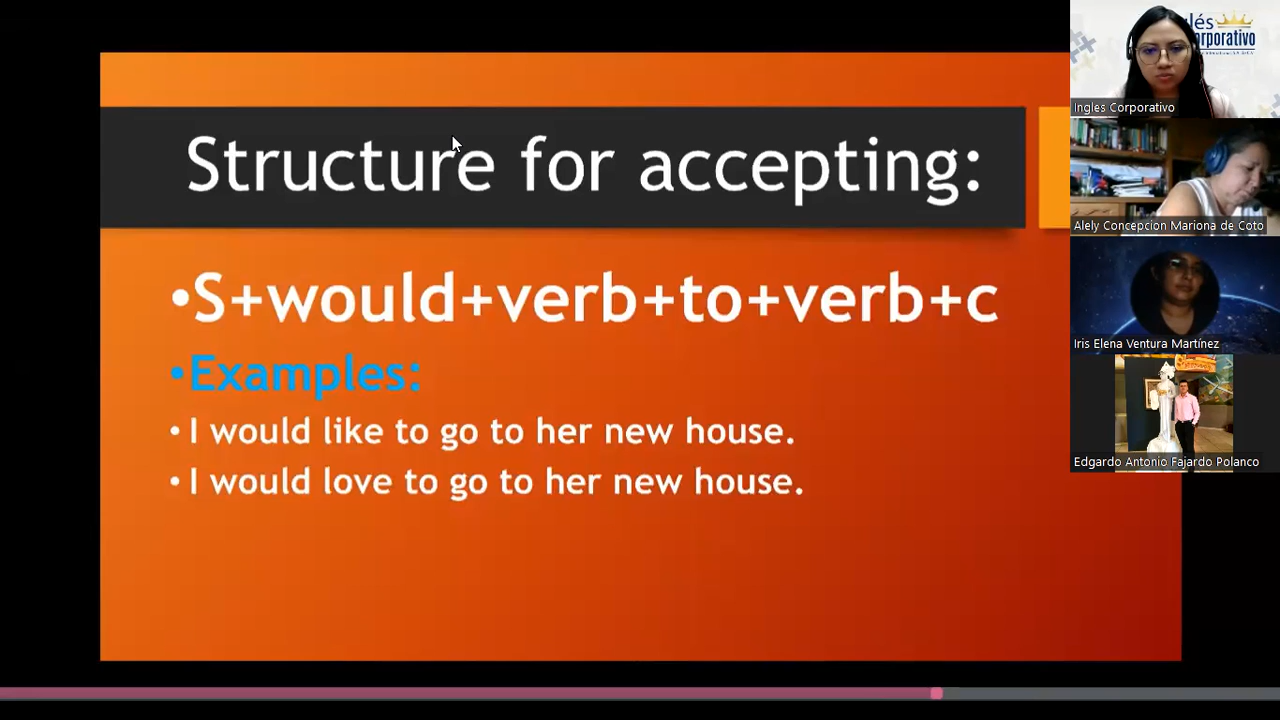 Structure for accepting:
•S+would+verb+to+verb+c
•Examples:
•I would like to go to her new house.
•I would love to go to her new house.
Ingles Corporativo
Alely Concepcion Mariona de Coto
Iris Elena Ventura Martínez
Edgardo Antonio Fajardo Polanco